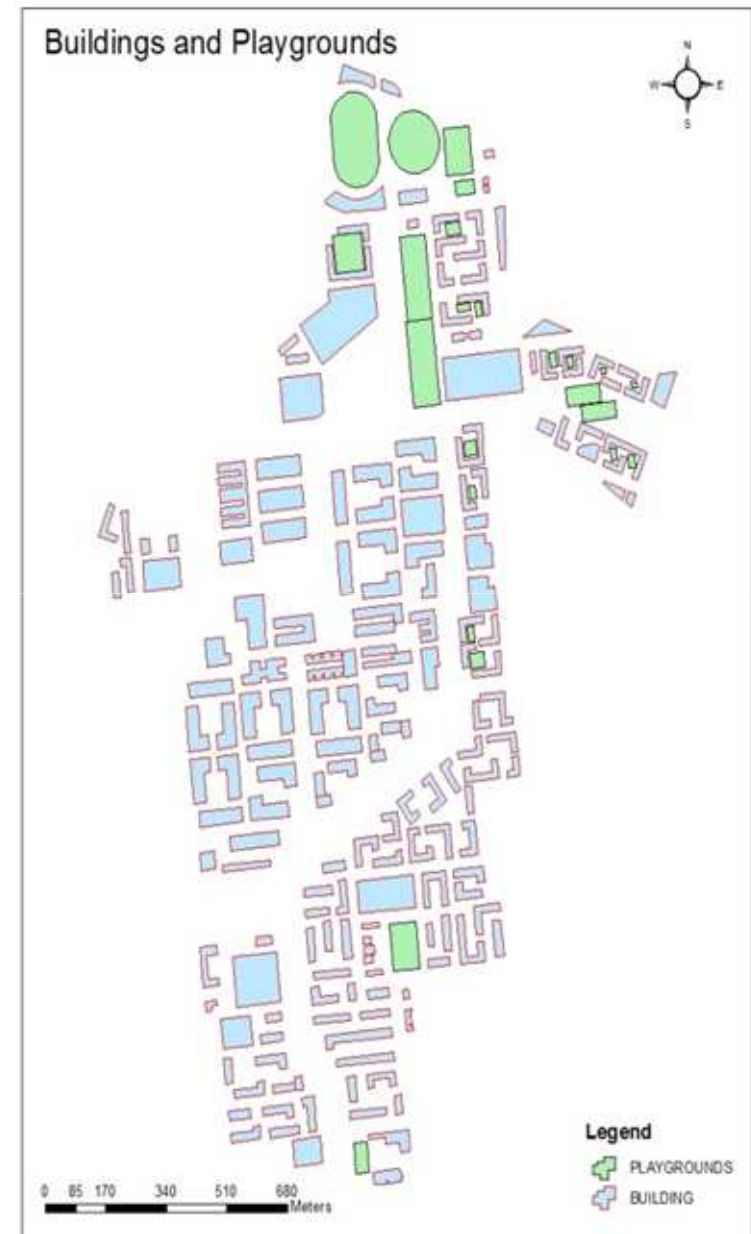 Buildings and Playgrounds
N
W E
S
Legend
PLAYGROUNDS
BUILDING
0 85 170 340 510 680
Meters